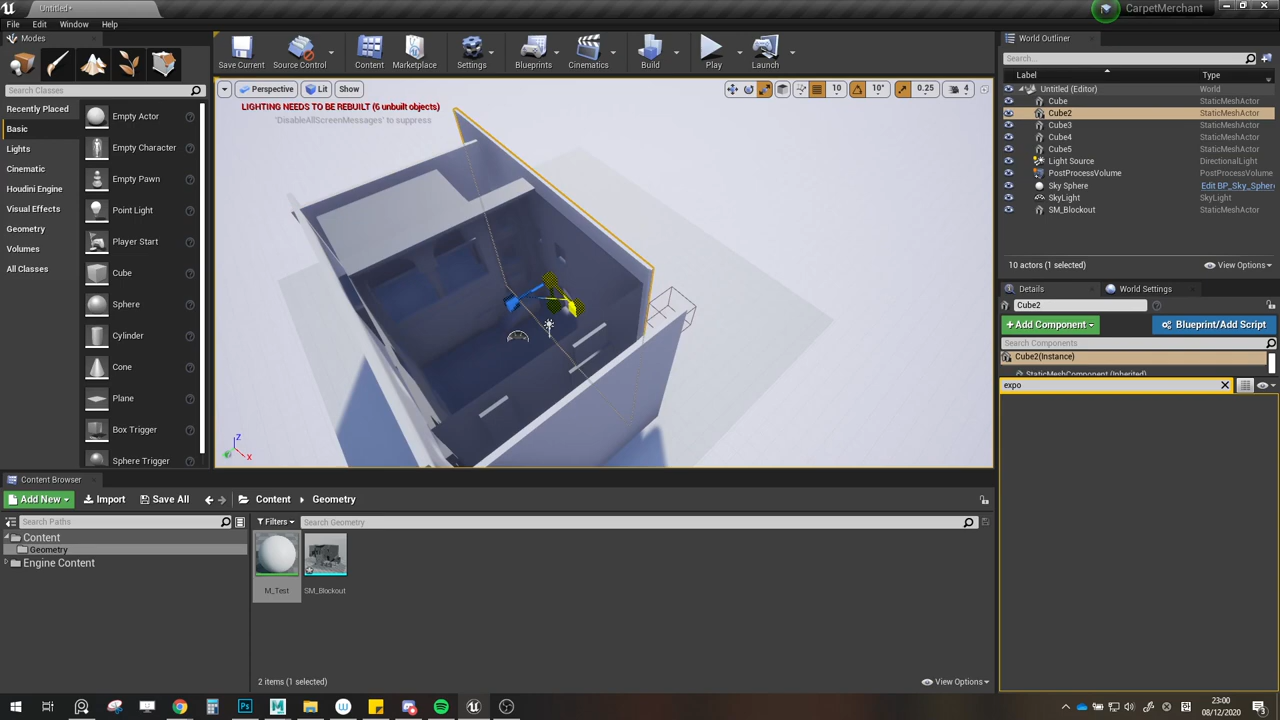 Untitled*
CarpetMerchant
File Edit Window Help
Modes
Search Classes
Recently Placed
Basic
Lights
Cinematic
Houdini Engine
Visual Effects
Geometry
Volumes
All Classes
Empty Actor
Empty Character
Empty Pawn
Point Light
Player Start
Cube
Sphere
Cylinder
Cone
Plane
Box Trigger
Sphere Trigger
Save Current
Source Control
Content
Marketplace
Settings
Blueprints
Cinematics
Build
Play
Launch
Perspective
Lit
Show
10
10°
0.25
4
LIGHTING NEEDS TO BE REBUILT (6 unbuilt objects)
'DisableAllScreenMessages' to suppress
Z
X
World Outliner
Search...
Label Type
Untitled (Editor) World
Cube StaticMeshActor
Cube2 StaticMeshActor
Cube3 StaticMeshActor
Cube4 StaticMeshActor
Cube5 StaticMeshActor
Light Source DirectionalLight
PostProcessVolume PostProcessVolume
Sky Sphere Edit BP_Sky_Sphere
SkyLight SkyLight
SM_Blockout StaticMeshActor
10 actors (1 selected)
View Options
Details
World Settings
Cube2
+ Add Component
Blueprint/Add Script
Search Components
Cube2(Instance)
StaticMeshComponent (Inherited)
expo
Content Browser
Add New
Import
Save All
Content
Geometry
Search Paths
Content
Geometry
Engine Content
Filters
Search Geometry
M_Test
SM_Blockout
2 items (1 selected)
View Options
23:00
08/12/2020